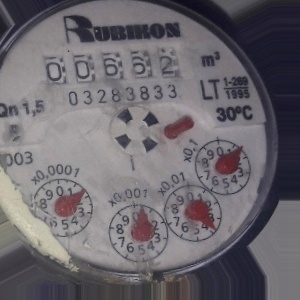 RUBIKON
00662 m³
03283833
LT 1-289
1995
Qn 1,5
30°C
003
x0,0001
x0,001
x0,01
x0,1